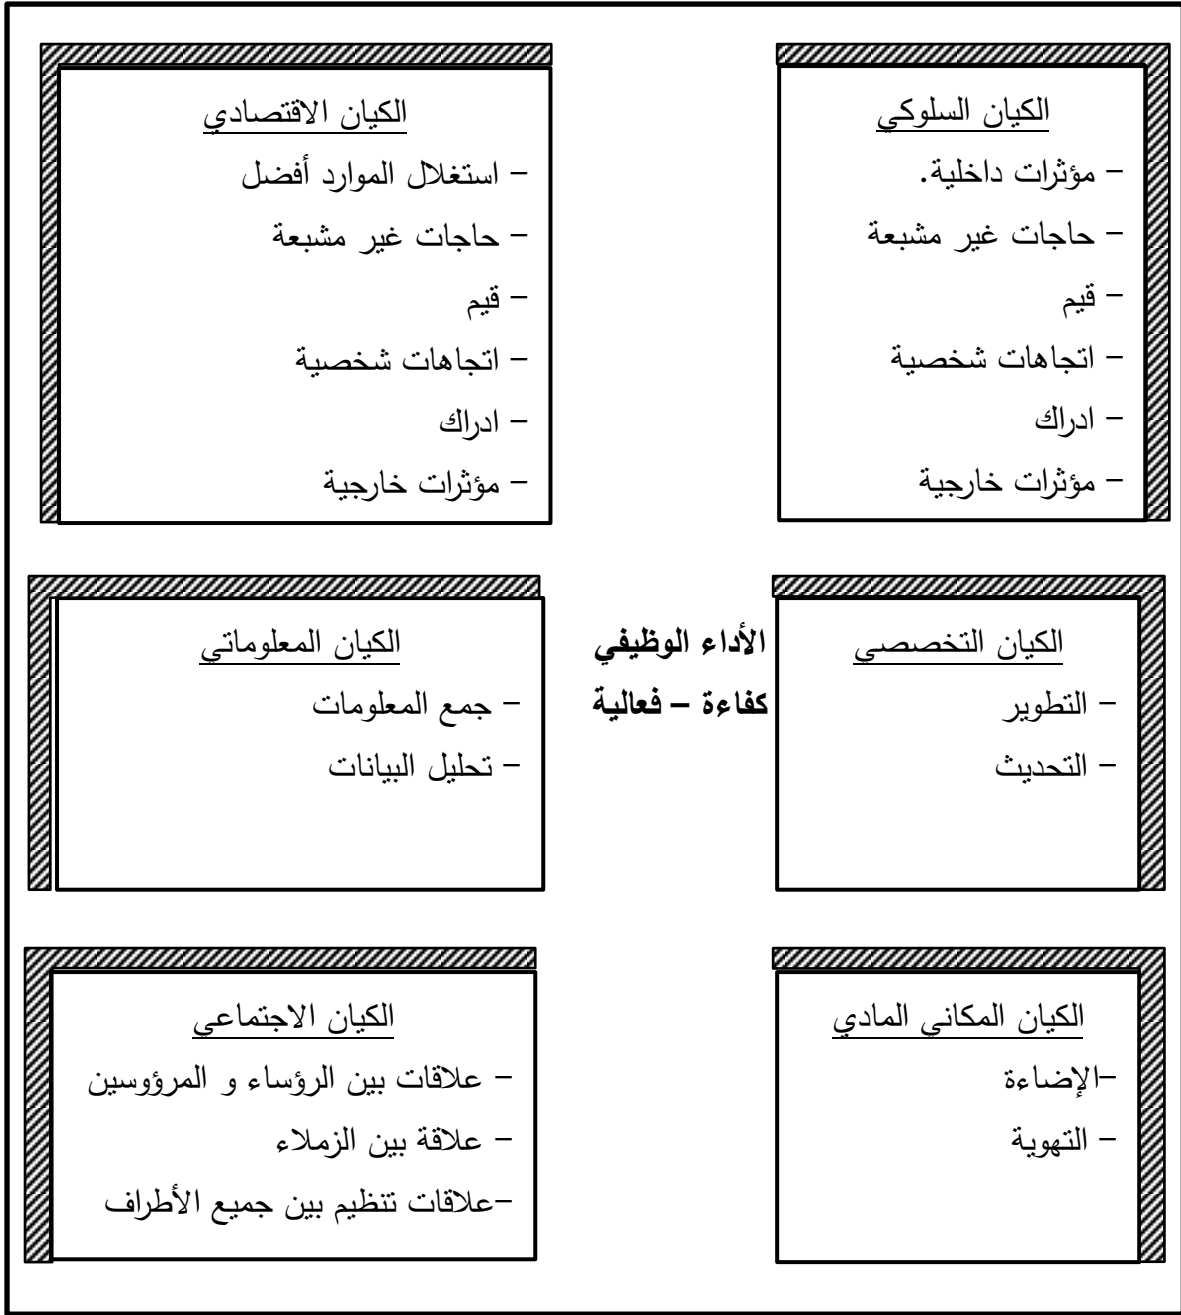 الكيان السلوكي
- مؤثرات داخلية.
- حاجات غير مشبعة
- قيم
- اتجاهات شخصية
- ادراك
- مؤثرات خارجية
الكيان الاقتصادي
- استغلال الموارد أفضل
- حاجات غير مشبعة
- قيم
- اتجاهات شخصية
- ادراك
- مؤثرات خارجية
الكيان التخصصي
- التطوير
- التحديث
الأداء الوظيفي
كفاءة – فعالية
الكيان المعلوماتي
- جمع المعلومات
- تحليل البيانات
الكيان المكاني المادي
-الإضاءة
- التهوية
الكيان الاجتماعي
- علاقات بين الرؤساء و المرؤوسين
- علاقة بين الزملاء
-علاقات تنظيم بين جميع الأطراف